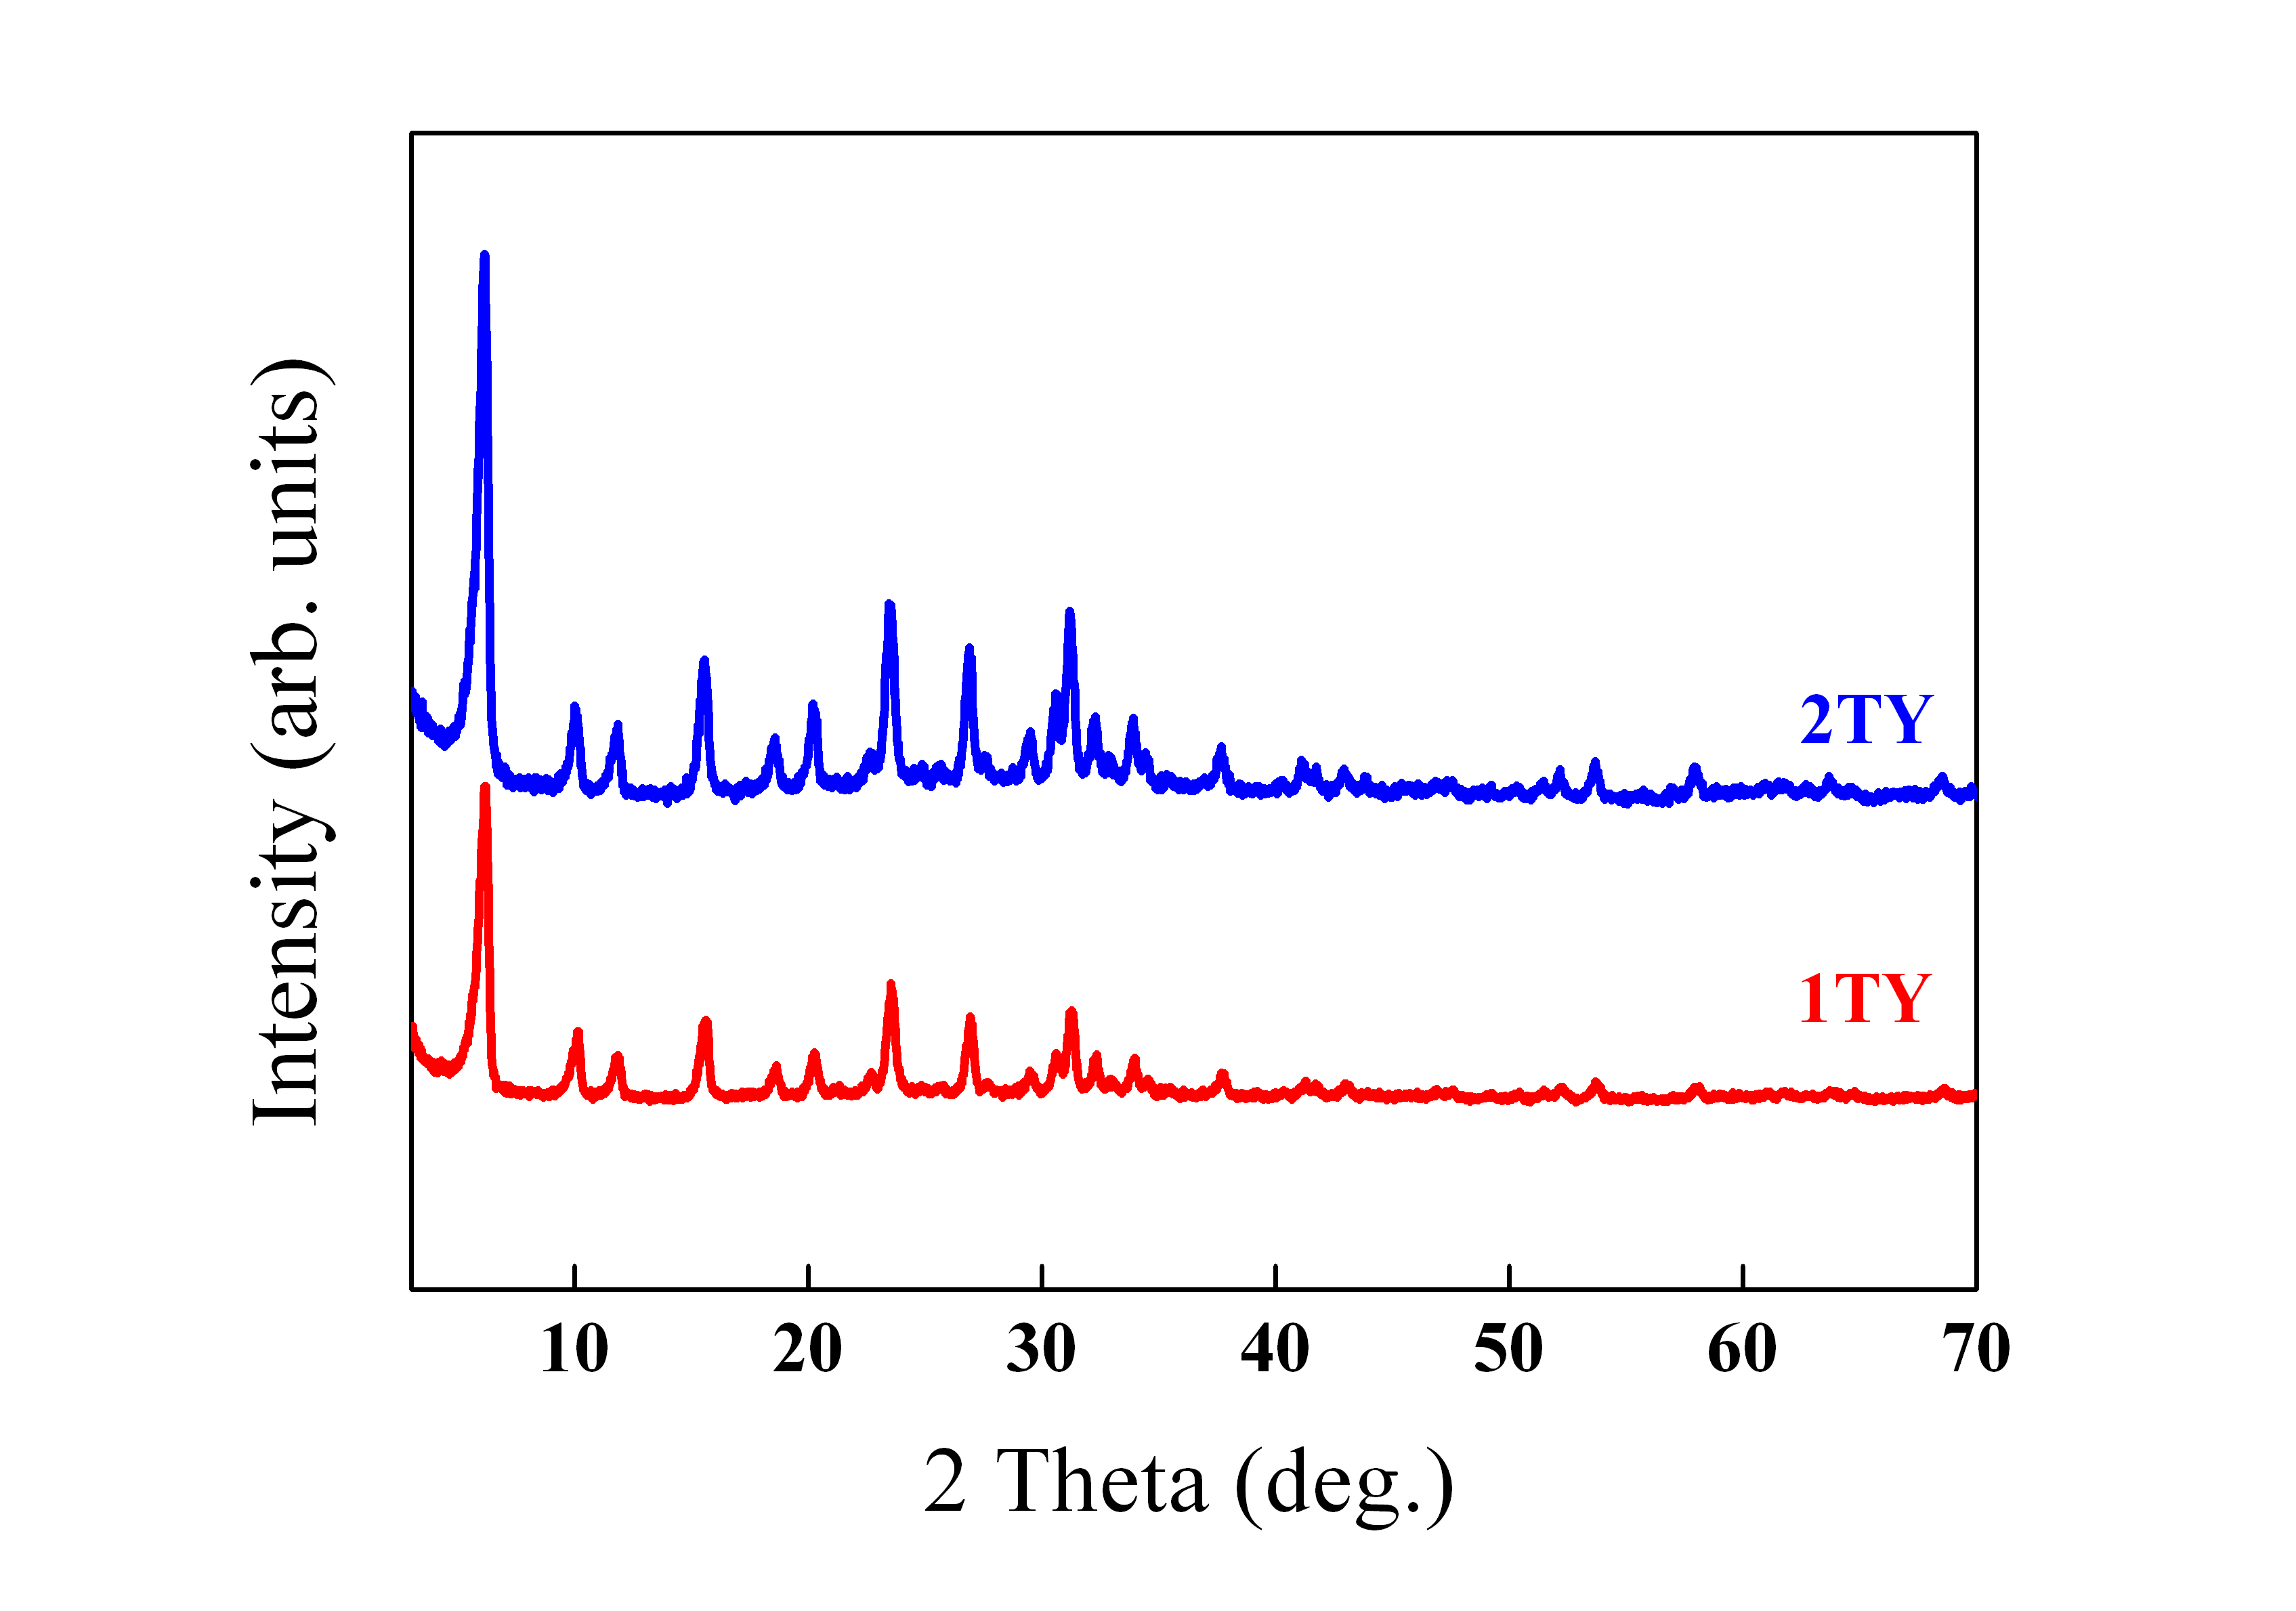 Intensity (arb. units)
2TY
1TY
10 20 30 40 50 60 70
2 Theta (deg.)